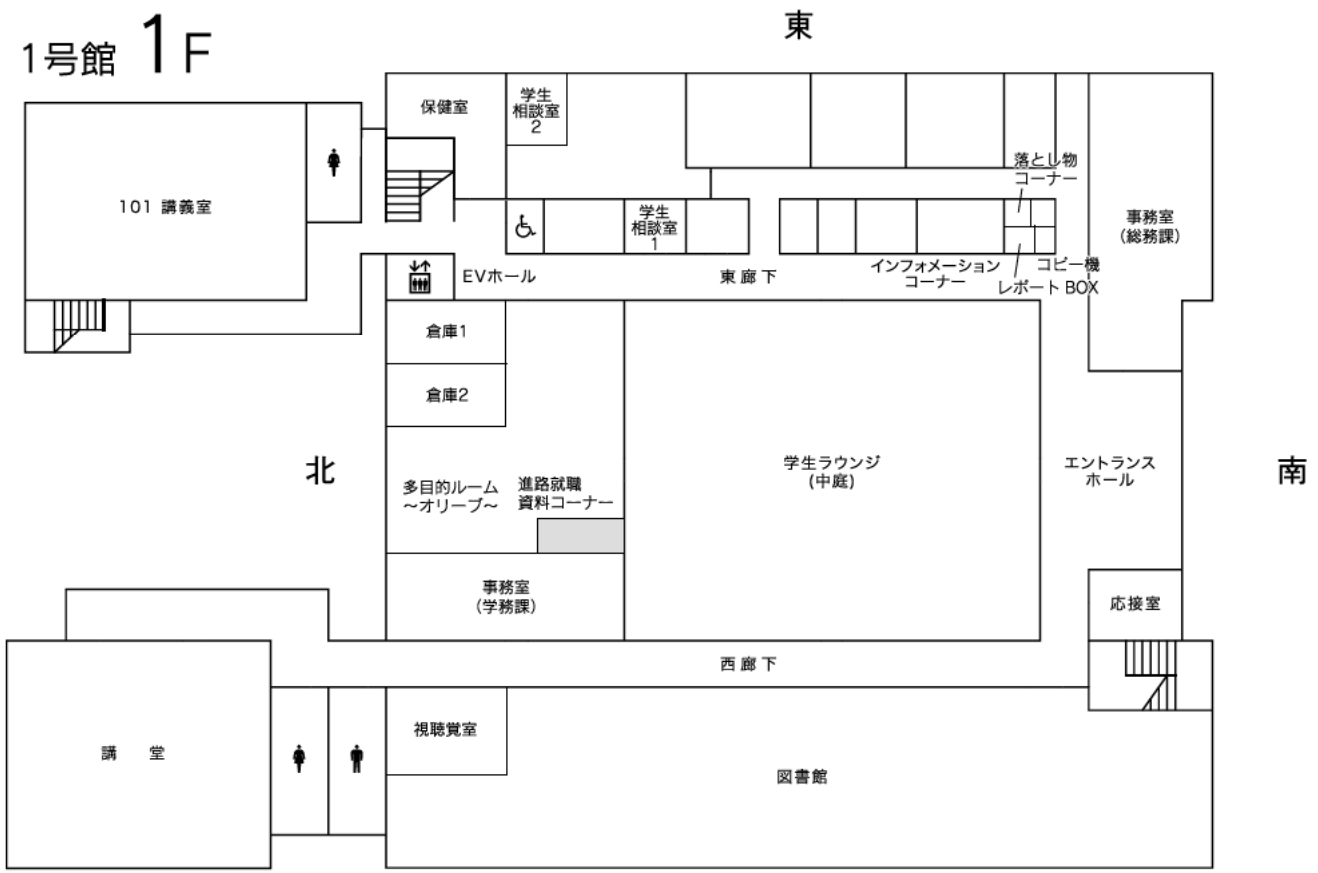 東
1号館 1F
保健室
学生
相談室
2
落とし物
コーナー
101 講義室
学生
相談室
1
事務室
(総務課)
EVホール
東廊下
インフォメーション
コーナー
コピー機
レポート BOX
倉庫1
倉庫2
北
学生ラウンジ
(中庭)
エントランス
ホール
南
多目的ルーム
～オリーブ～
進路就職
資料コーナー
事務室
(学務課)
応接室
西廊下
視聴覚室
講 堂
図書館